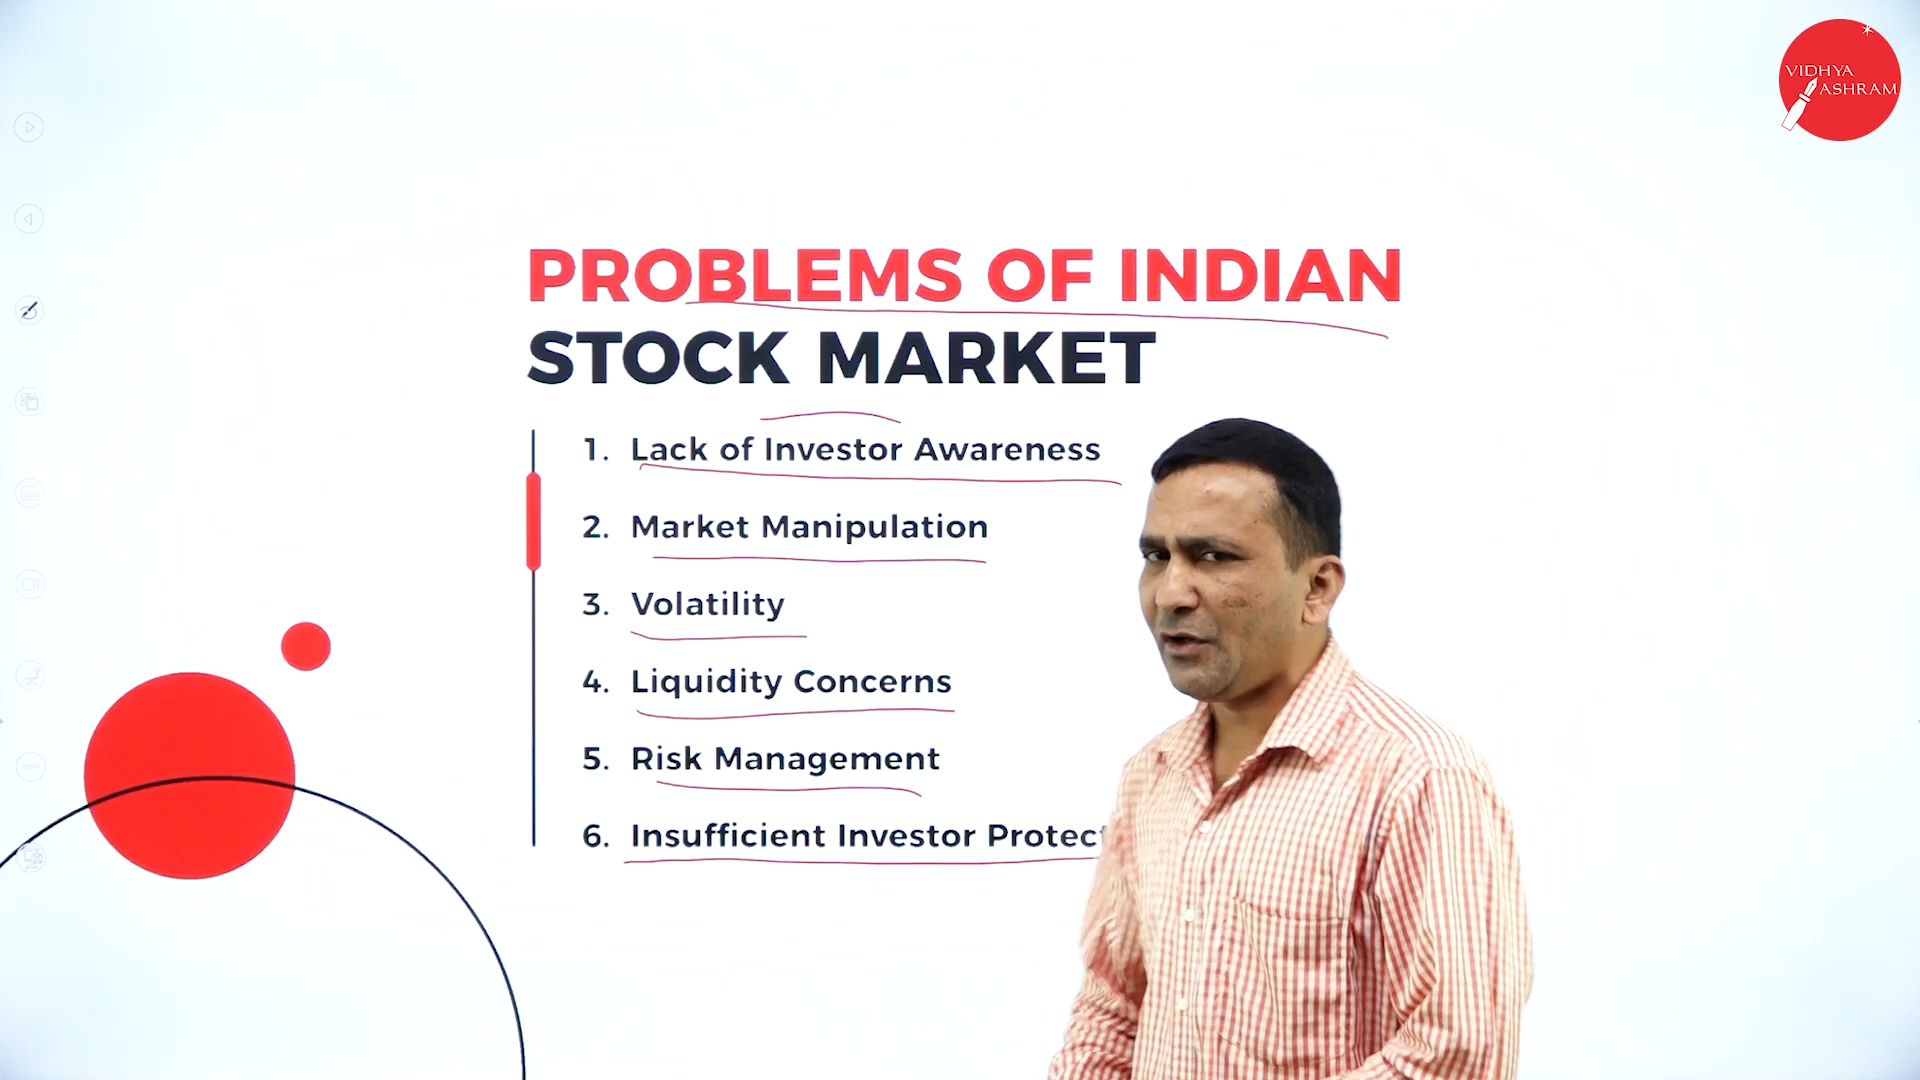 VIDHYA
ASHRAM
PROBLEMS OF INDIAN
STOCK MARKET
1. Lack of Investor Awareness
2. Market Manipulation
3. Volatility
4. Liquidity Concerns
5. Risk Management
6. Insufficient Investor